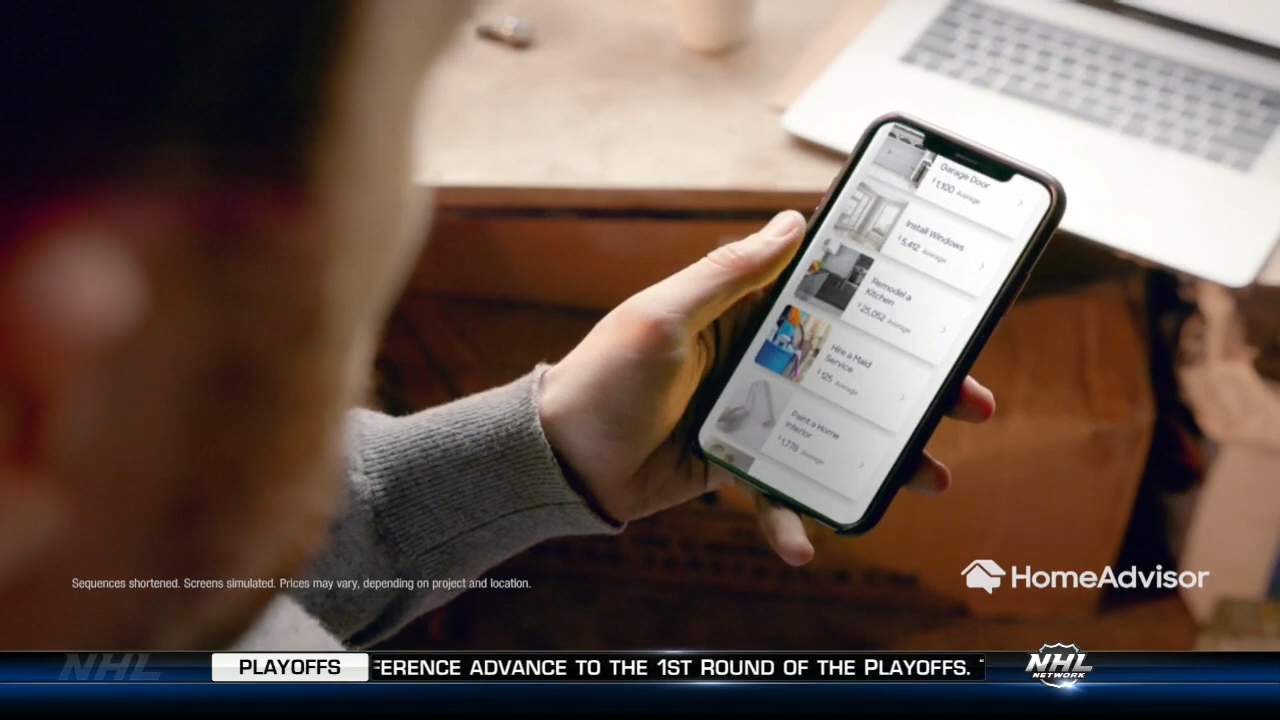 Garage Door
$1,100 Average
Install Windows
$5,412 Average
Remodel a
Kitchen
$25,052 Average
Hire a Maid
Service
$125 Average
Paint a Home
Interior
$1,778 Average
Sequences shortened. Screens simulated. Prices may vary, depending on project and location.
HomeAdvisor
NHL
PLAYOFFS
ERENCE ADVANCE TO THE 1ST ROUND OF THE PLAYOFFS.
NHL
NETWORK